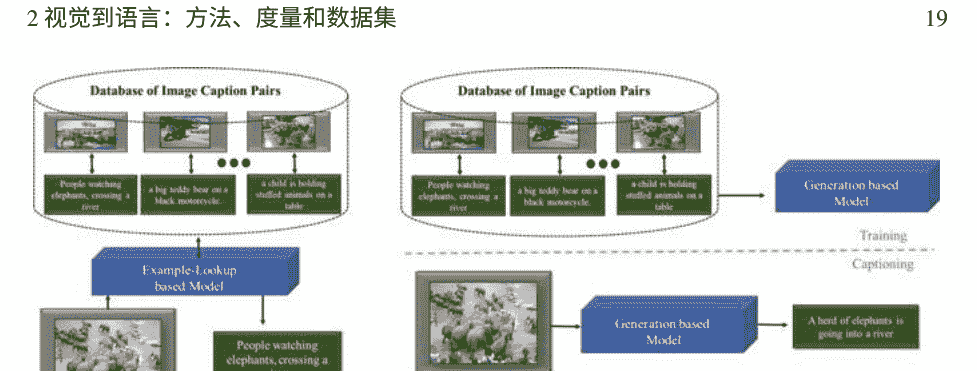 2 视觉到语言：方法、度量和数据集
19
Database of Image Caption Pairs
People watching
elephants, crossing a
river
a big teddy bear on a
black motorcycle.
a child is holding
stuffed animals on a
table
Example-Lookup
based Model
People watching
elephants, crossing a
Database of Image Caption Pairs
People watching
elephants, crossing a
river
a big teddy bear on a
black motorcycle.
a child is holding
stuffed animals on a
table
Generation based
Model
Training
Captioning
Generation based
Model
A herd of elephants is
going into a river